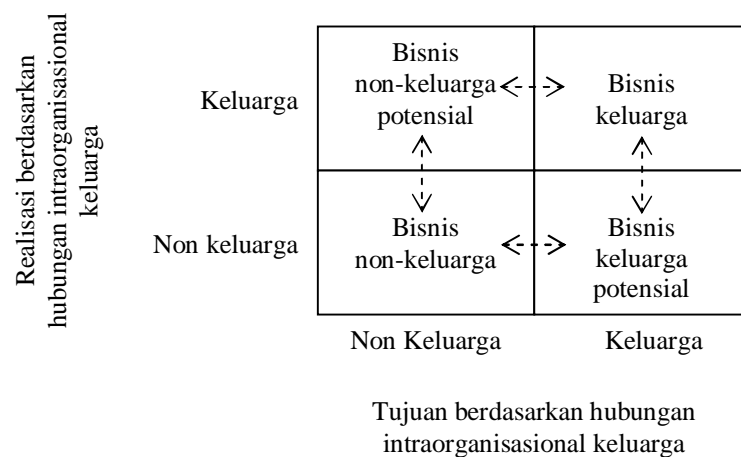 Realisasi berdasarkan
hubungan intraorganisasional
keluarga
Keluarga
Bisnis
non-keluarga
potensial
Bisnis
keluarga
Non keluarga
Bisnis
non-keluarga
Bisnis
keluarga
potensial
Non Keluarga
Keluarga
Tujuan berdasarkan hubungan
intraorganisasional keluarga